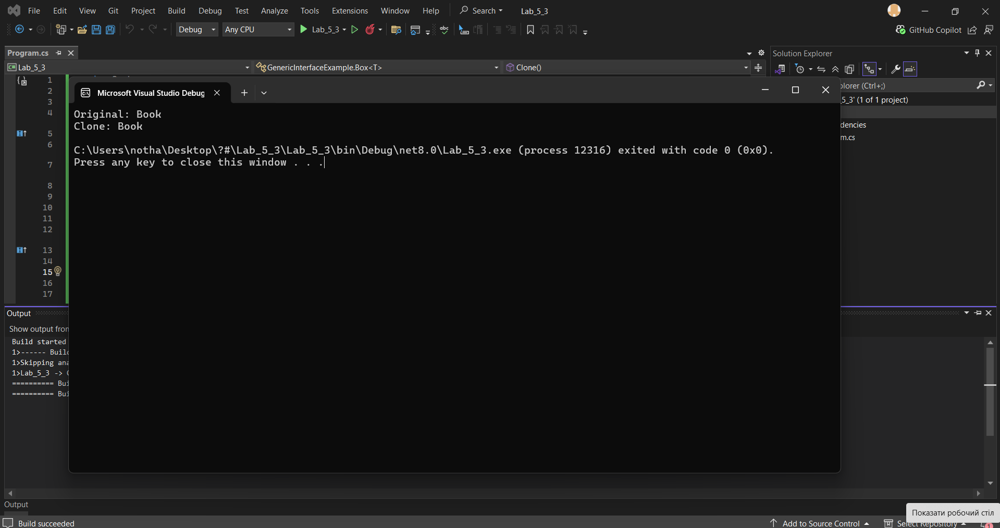 File Edit View Git Project Build Debug Test Analyze Tools Extensions Window Help Search Lab_5_3
Debug Any CPU Lab_5_3 GitHub Copilot
Program.cs
Lab_5_3 GenericInterfaceExample.Box<T> Clone()
Solution Explorer
plorer (Ctrl+;)
_5_3' (1 of 1 project)
dencies
m.cs
1
2
3
4
5
6
7
8
9
10
11
12
13
14
15
16
17
Microsoft Visual Studio Debug
Original: Book
Clone: Book
C:\Users\notha\Desktop\?#\Lab_5_3\Lab_5_3\bin\Debug\net8.0\Lab_5_3.exe (process 12316) exited with code 0 (0x0).
Press any key to close this window . . .
Output
Show output from
Build started
1>------ Build
1>Skipping ana
1>Lab_5_3 -> C
========== Bui
========== Bui
Output
Показати робочий стіл
Build succeeded Add to Source Control Select Repository 1